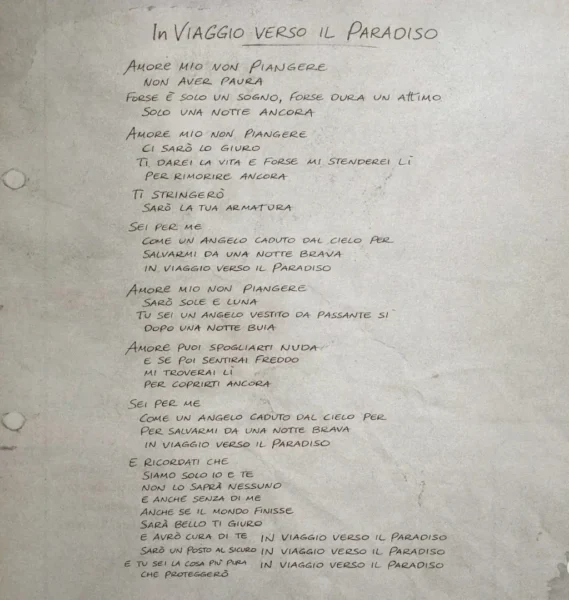 In VIAGGIO VERSO IL PARADISO
AMORE MIO NON PIANGERE
NON AVER PAURA
FORSE È SOLO UN SOGNO, FORSE DURA UN ATTIMO
SOLO UNA NOTTE ANCORA
AMORE MIO NON PIANGERE
CI SARÒ LO GIURO
TI DAREI LA VITA E FORSE MI STENDEREI LÌ
PER RIMORIRE ANCORA
TI STRINGERÒ
SARÒ LA TUA ARMATURA
SEI PER ME
COME UN ANGELO CADUTO DAL CIELO PER
SALVARMI DA UNA NOTTE BRAVA
IN VIAGGIO VERSO IL PARADISO
AMORE MIO NON PIANGERE
SARÒ SOLE E LUNA
TU SEI UN ANGELO VESTITO DA PASSANTE SÌ
DOPO UNA NOTTE BUIA
AMORE PUOI SPOGLIARTI NUDA
E SE POI SENTIRAI FREDDO
MI TROVERAI LÌ
PER COPRIRTI ANCORA
SEI PER ME
COME UN ANGELO CADUTO DAL CIELO PER
PER SALVARMI DA UNA NOTTE BRAVA
IN VIAGGIO VERSO IL PARADISO
E RICORDATI CHE
SIAMO SOLO IO E TE
NON LO SAPRÀ NESSUNO
E ANCHE SENZA DI ME
ANCHE SE IL MONDO FINISSE
SARÀ BELLO TI GIURO
E AVRÒ CURA DI TE IN VIAGGIO VERSO IL PARADISO
SARÒ UN POSTO AL SICURO IN VIAGGIO VERSO IL PARADISO
E TU SEI LA COSA PIÙ PURA IN VIAGGIO VERSO IL PARADISO
CHE PROTEGGERÒ